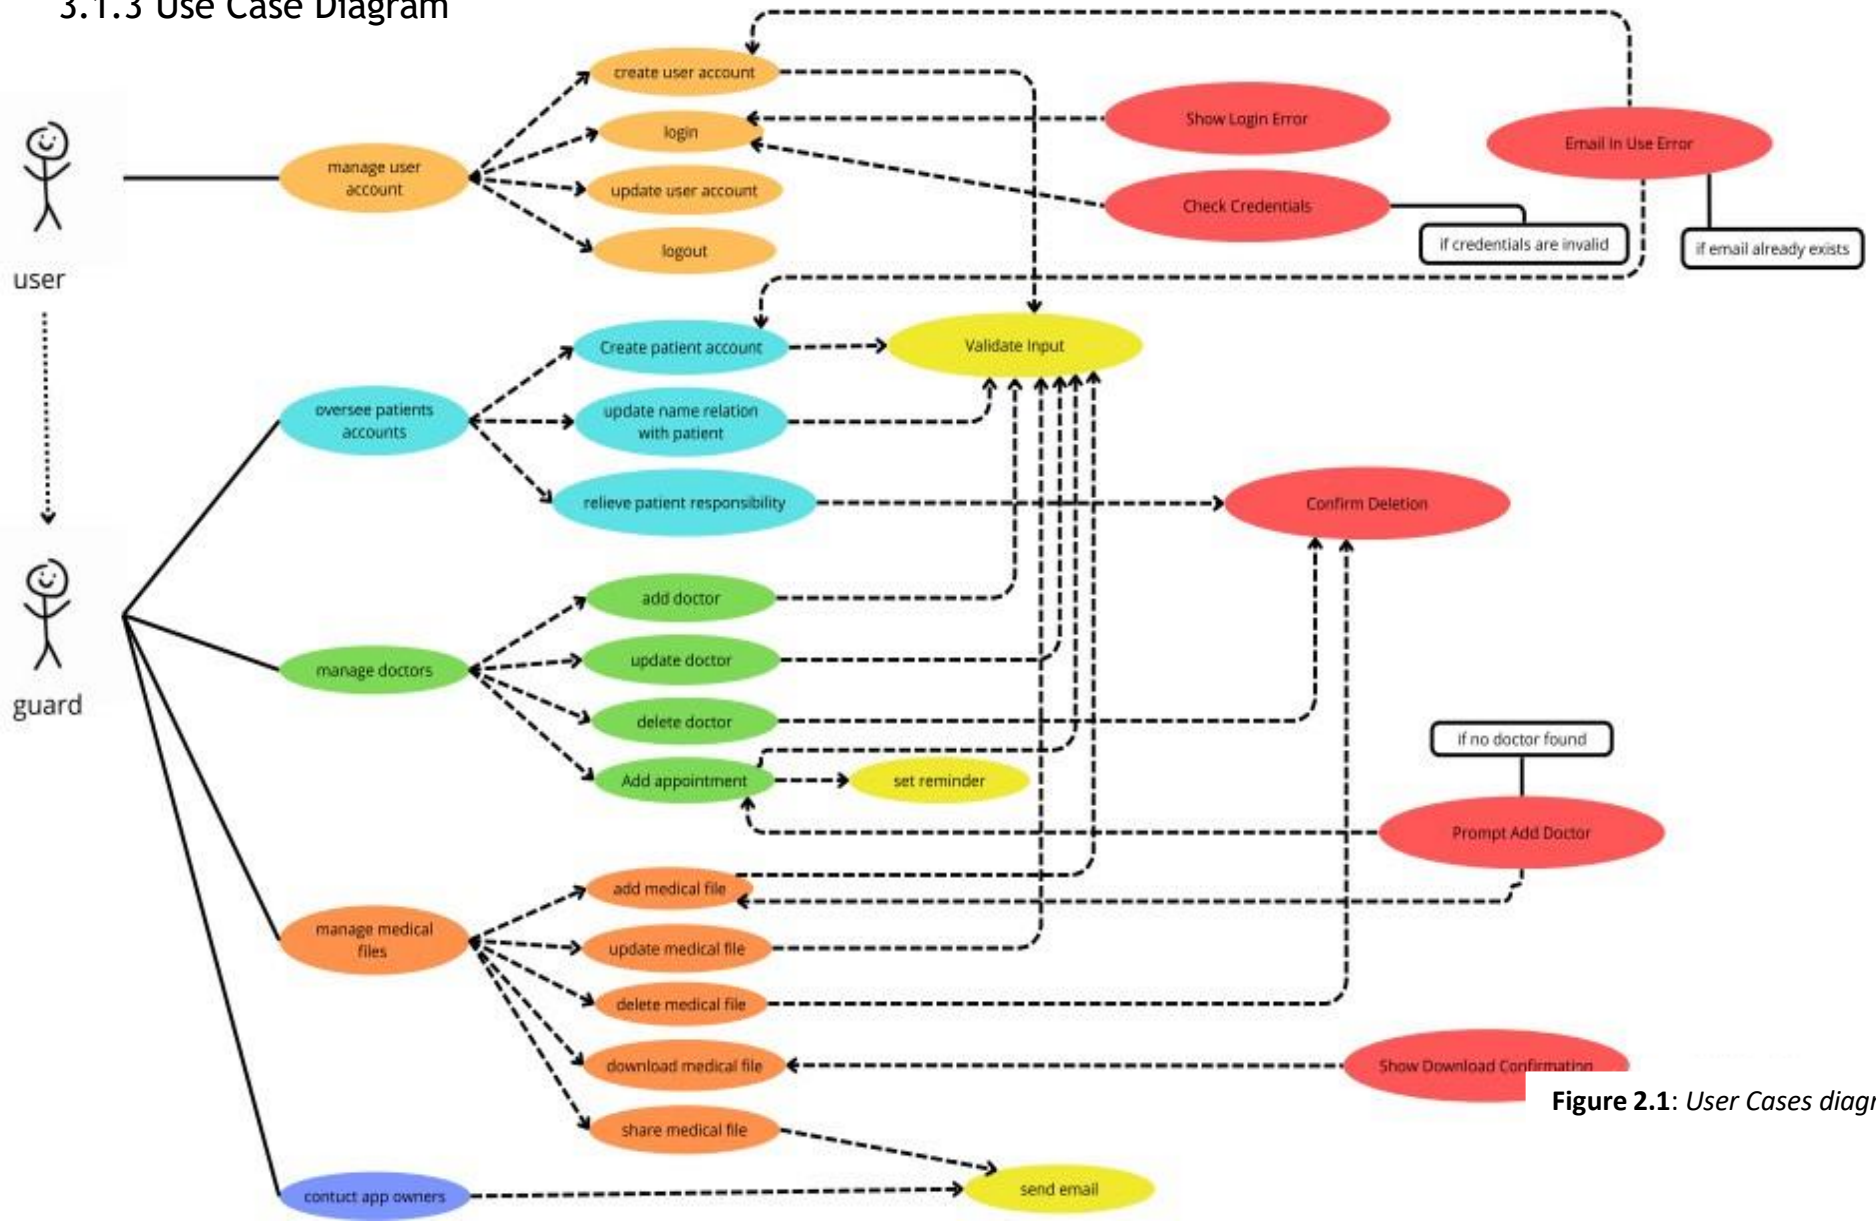 3.1.3 Use Case Diagram
create user account
login
update user account
logout
manage user
account
Show Login Error
Email In Use Error
Check Credentials
if credentials are invalid
if email already exists
user
Create patient account
Validate Input
oversee patients
accounts
update name relation
with patient
relieve patient responsibility
Confirm Deletion
add doctor
manage doctors
update doctor
delete doctor
guard
Add appointment
set reminder
if no doctor found
Prompt Add Doctor
add medical file
manage medical
files
update medical file
delete medical file
download medical file
Show Download Confirmation
Figure 2.1: User Cases diagr
share medical file
contuct app owners
send email